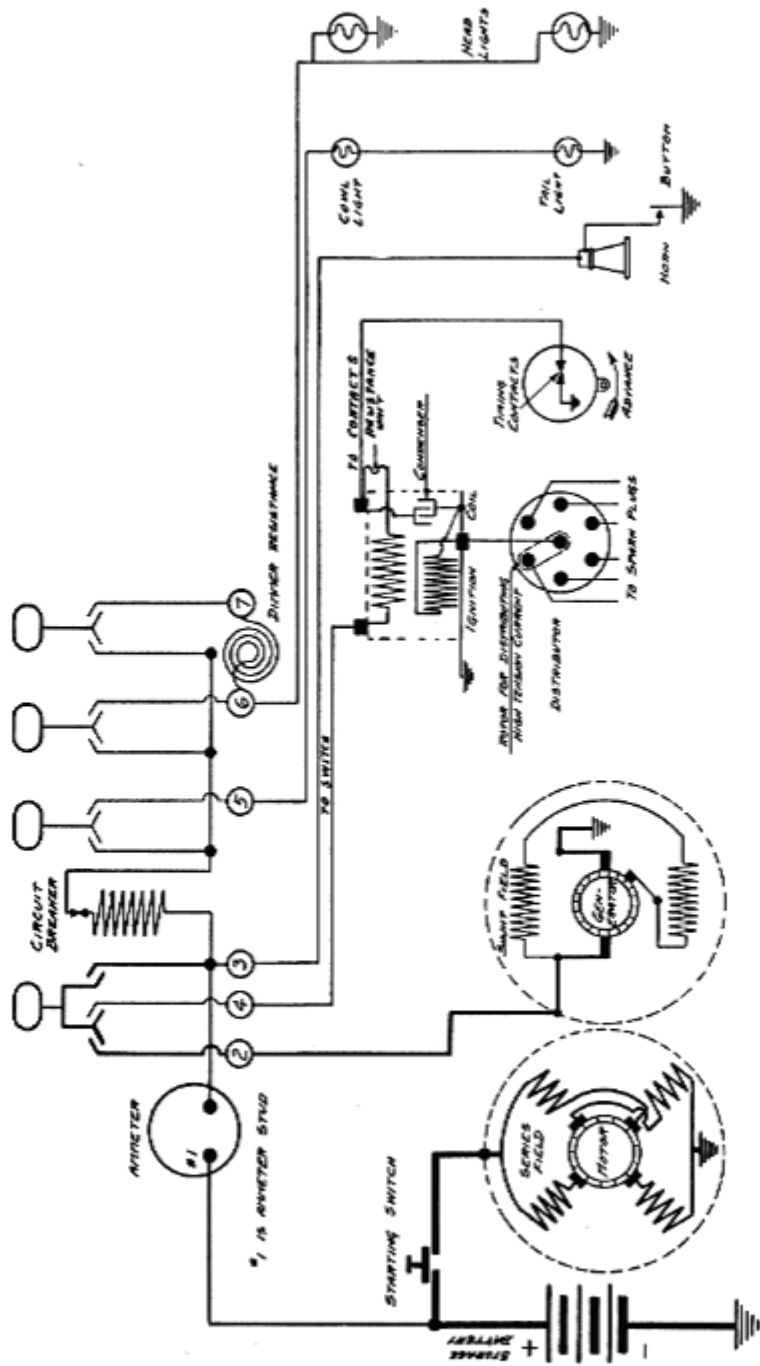 HEAD
LIGHTS
COWL
LIGHT
TAIL
LIGHT
BUTTON
HORN
TO CONTACTS
RESISTANCE
UNIT
CONDENSER
COIL
IGNITION
TIMING
CONTACTS
ADVANCE
TO SPARK PLUGS
ROTOR FOR DISTRIBUTING
HIGH TENSION CURRENT
DISTRIBUTOR
DIMMER RESISTANCE
7
6
5
TO SWITCH
CIRCUIT
BREAKER
3
4
2
SHUNT FIELD
GEN-
ERATOR
AMMETER
#1
#1 IS AMMETER STUD
SERIES
FIELD
MOTOR
STARTING SWITCH
STORAGE
BATTERY
+
-